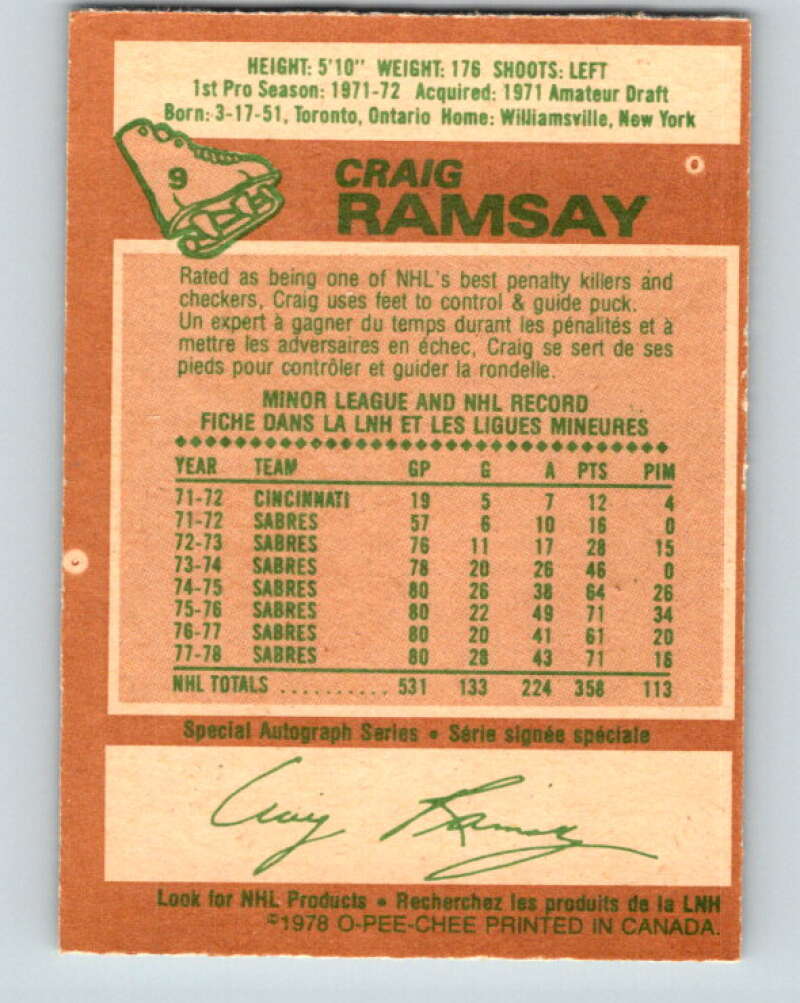 HEIGHT: 5'10" WEIGHT: 176 SHOOTS: LEFT
1st Pro Season: 1971-72 Acquired: 1971 Amateur Draft
Born: 3-17-51, Toronto, Ontario Home: Williamsville, New York
9
CRAIG
RAMSAY
Rated as being one of NHL's best penalty killers and
checkers, Craig uses feet to control & guide puck.
Un expert à gagner du temps durant les pénalités et à
mettre les adversaires en échec, Craig se sert de ses
pieds pour contrôler et guider la rondelle.
MINOR LEAGUE AND NHL RECORD
FICHE DANS LA LNH ET LES LIGUES MINEURES
YEAR TEAM GP G A PTS PIM
71-72 CINCINNATI 19 5 7 12 4
71-72 SABRES 57 6 10 16 0
72-73 SABRES 76 11 17 28 15
73-74 SABRES 78 20 26 46 0
74-75 SABRES 80 26 38 64 26
75-76 SABRES 80 22 49 71 34
76-77 SABRES 80 20 41 61 20
77-78 SABRES 80 28 43 71 16
NHL TOTALS .......... 531 133 224 358 113
Special Autograph Series • Série signée spéciale
Craig Ramsay
Look for NHL Products • Recherchez les produits de la LNH
©1978 O-PEE-CHEE PRINTED IN CANADA.